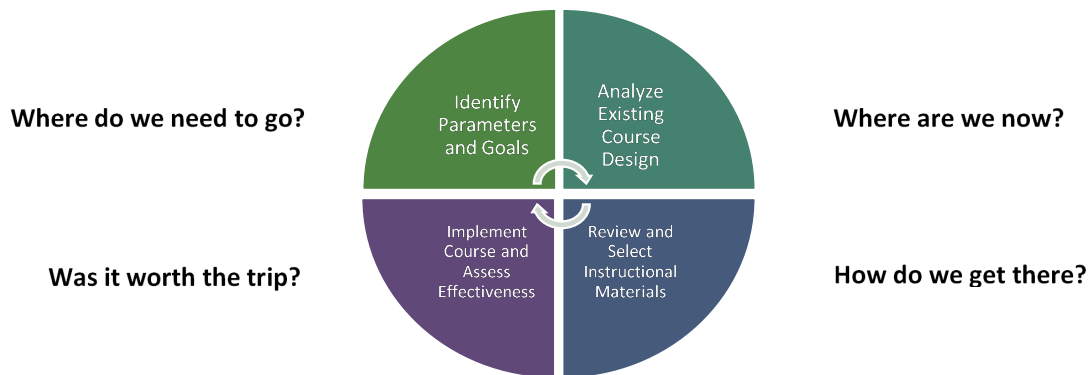 Where do we need to go?
Identify
Parameters
and Goals
Analyze
Existing
Course
Design
Where are we now?
Was it worth the trip?
Implement
Course and
Assess
Effectiveness
Review and
Select
Instructional
Materials
How do we get there?